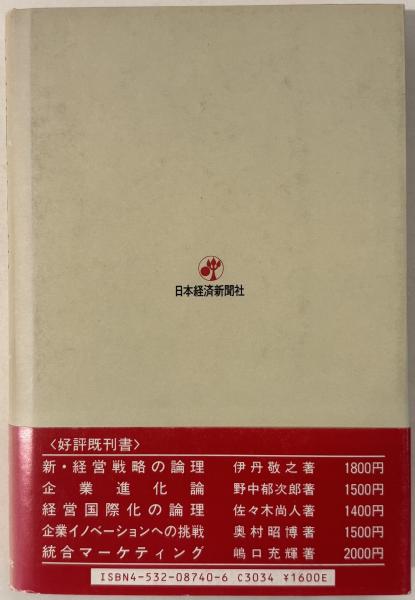 日本経済新聞社
〈好評既刊書〉
新・経営戦略の論理 伊丹敬之著 1800円
企業進化論 野中郁次郎著 1500円
経営国際化の論理 佐々木尚人著 1400円
企業イノベーションへの挑戦 奥村昭博著 1500円
統合マーケティング 嶋口充輝著 2000円
ISBN4-532-08740-6 C3034 ¥1600E